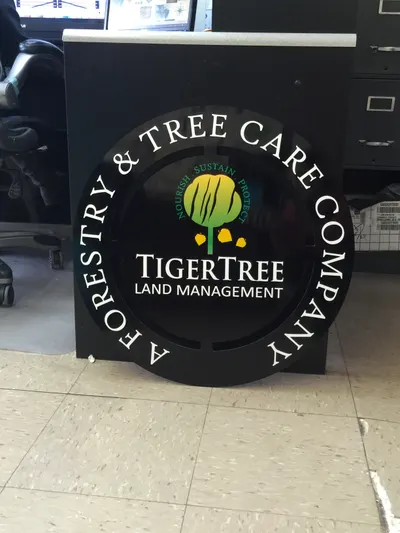 A FORESTRY & TREE CARE COMPANY
NOURISH SUSTAIN PROTECT
TIGERTREE
LAND MANAGEMENT